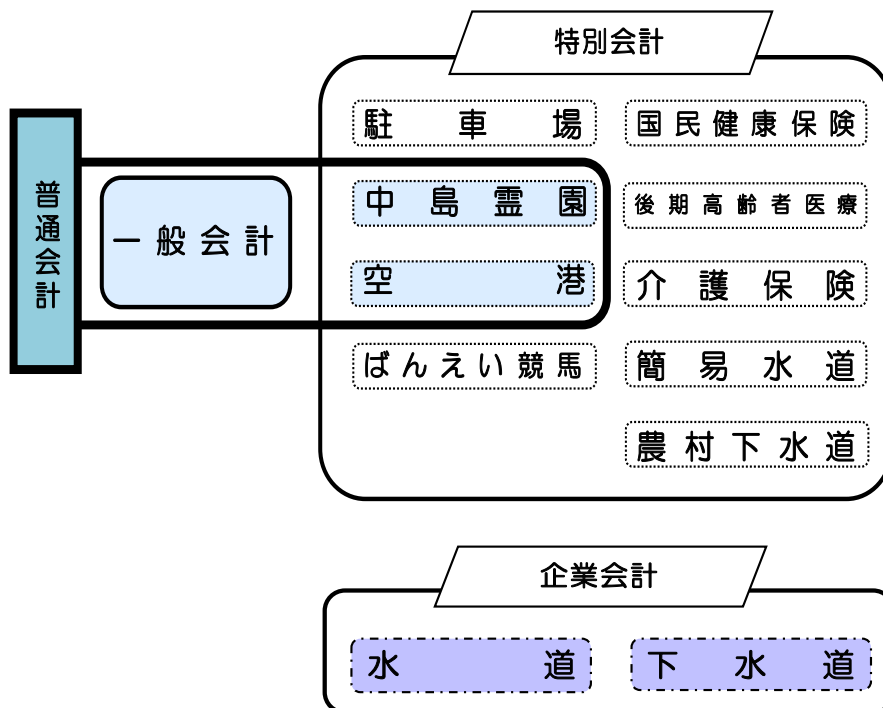 特別会計
駐車場
国民健康保険
普通会計
一般会計
中島霊園
後期高齢者医療
空港
介護保険
ばんえい競馬
簡易水道
農村下水道
企業会計
水道
下水道